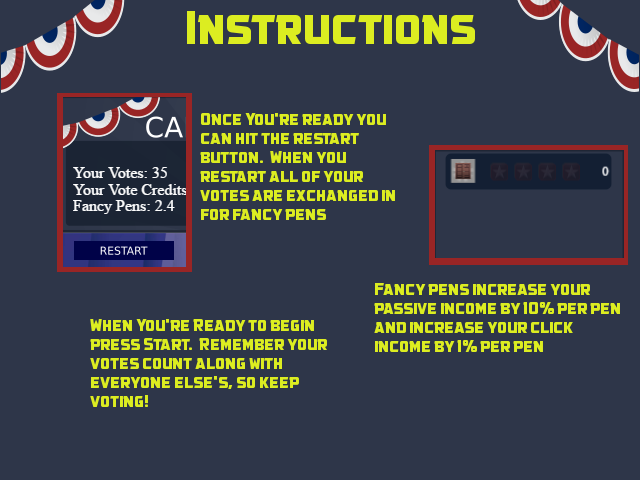 Instructions
Once You're ready you
can hit the restart
button. When you
restart all of your
votes are exchanged in
for fancy pens
CA
Your Votes: 35
Your Vote Credits
Fancy Pens: 2.4
RESTART
0
Fancy pens increase your
passive income by 10% per pen
and increase your click
income by 1% per pen
When You're Ready to begin
press Start. Remember your
votes count along with
everyone else's, so keep
voting!